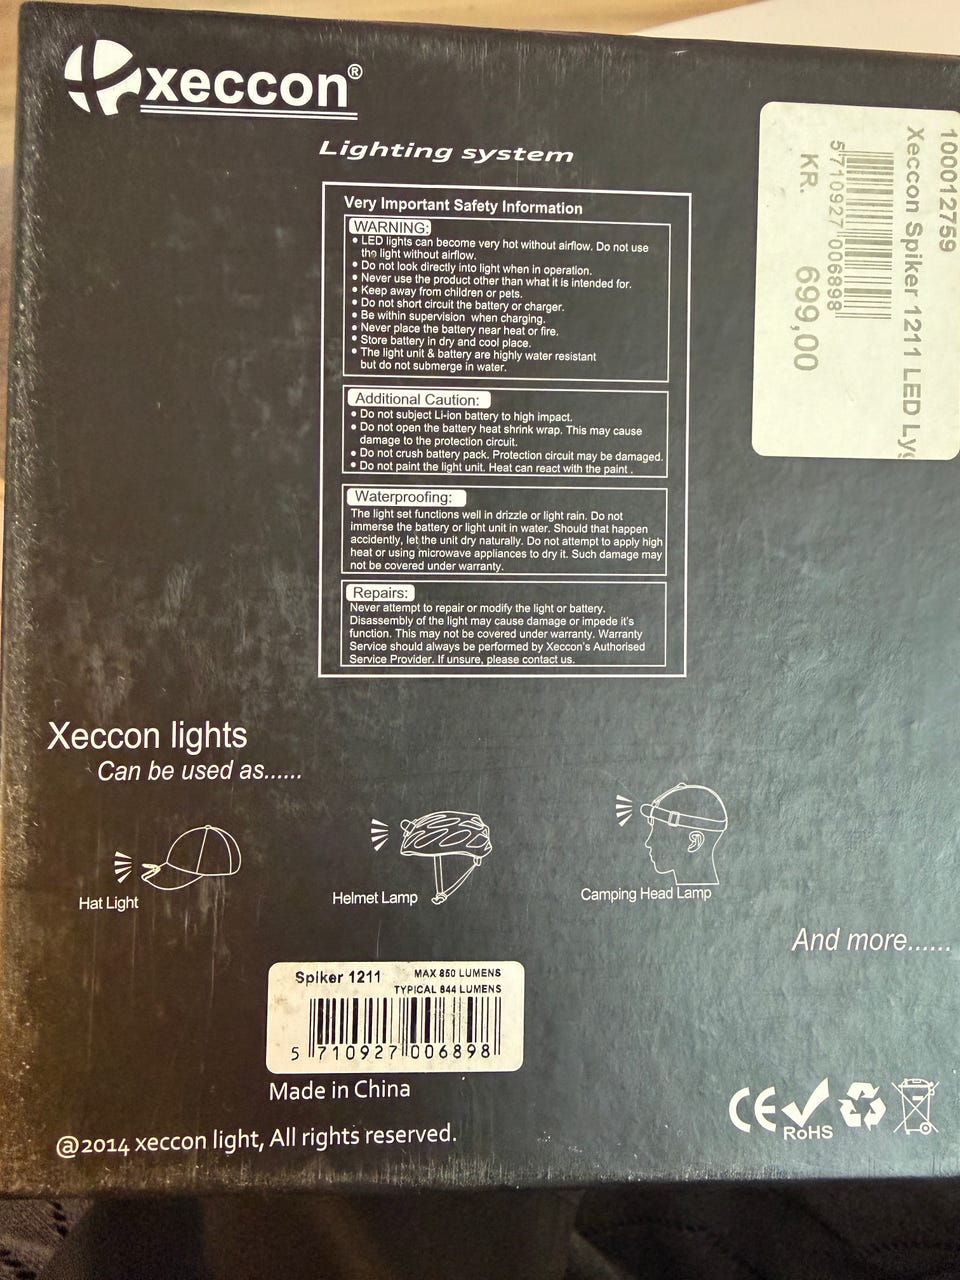 xeccon®
Lighting system
Very Important Safety Information
WARNING:
• LED lights can become very hot without airflow. Do not use
the light without airflow.
• Do not look directly into light when in operation.
• Never use the product other than what it is intended for.
• Keep away from children or pets.
• Do not short circuit the battery or charger.
• Be within supervision when charging.
• Never place the battery near heat or fire.
• Store battery in dry and cool place.
• The light unit & battery are highly water resistant
but do not submerge in water.
Additional Caution:
• Do not subject Li-ion battery to high impact.
• Do not open the battery heat shrink wrap. This may cause
damage to the protection circuit.
• Do not crush battery pack. Protection circuit may be damaged.
• Do not paint the light unit. Heat can react with the paint .
Waterproofing:
The light set functions well in drizzle or light rain. Do not
immerse the battery or light unit in water. Should that happen
accidently, let the unit dry naturally. Do not attempt to apply high
heat or using microwave appliances to dry it. Such damage may
not be covered under warranty.
Repairs:
Never attempt to repair or modify the light or battery.
Disassembly of the light may cause damage or impede it's
function. This may not be covered under warranty. Warranty
Service should always be performed by Xeccon's Authorised
Service Provider. If unsure, please contact us.
100012759
Xeccon Spiker 1211 LED Lyg
5710927 006898
KR. 699,00
Xeccon lights
Can be used as......
Hat Light
Helmet Lamp
Camping Head Lamp
And more......
Spiker 1211
MAX 850 LUMENS
TYPICAL 844 LUMENS
5 710927 006898
Made in China
@2014 xeccon light, All rights reserved.
CE
RoHS